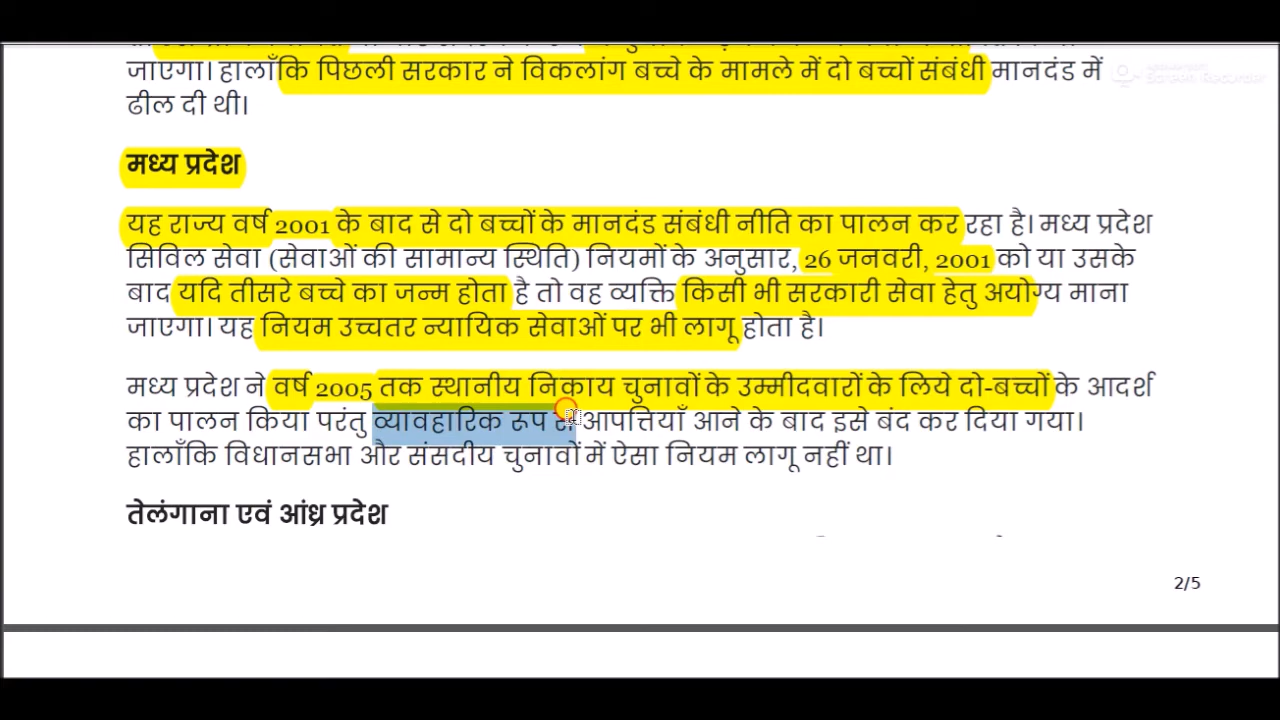 जाएगा। हालाँकि पिछली सरकार ने विकलांग बच्चे के मामले में दो बच्चों संबंधी मानदंड में
ढील दी थी।
मध्य प्रदेश
यह राज्य वर्ष 2001 के बाद से दो बच्चों के मानदंड संबंधी नीति का पालन कर रहा है। मध्य प्रदेश
सिविल सेवा (सेवाओं की सामान्य स्थिति) नियमों के अनुसार, 26 जनवरी, 2001 को या उसके
बाद यदि तीसरे बच्चे का जन्म होता है तो वह व्यक्ति किसी भी सरकारी सेवा हेतु अयोग्य माना
जाएगा। यह नियम उच्चतर न्यायिक सेवाओं पर भी लागू होता है।
मध्य प्रदेश ने वर्ष 2005 तक स्थानीय निकाय चुनावों के उम्मीदवारों के लिये दो-बच्चों के आदर्श
का पालन किया परंतु व्यावहारिक रूप से आपत्तियाँ आने के बाद इसे बंद कर दिया गया।
हालाँकि विधानसभा और संसदीय चुनावों में ऐसा नियम लागू नहीं था।
तेलंगाना एवं आंध्र प्रदेश
2/5
Screen Recorder